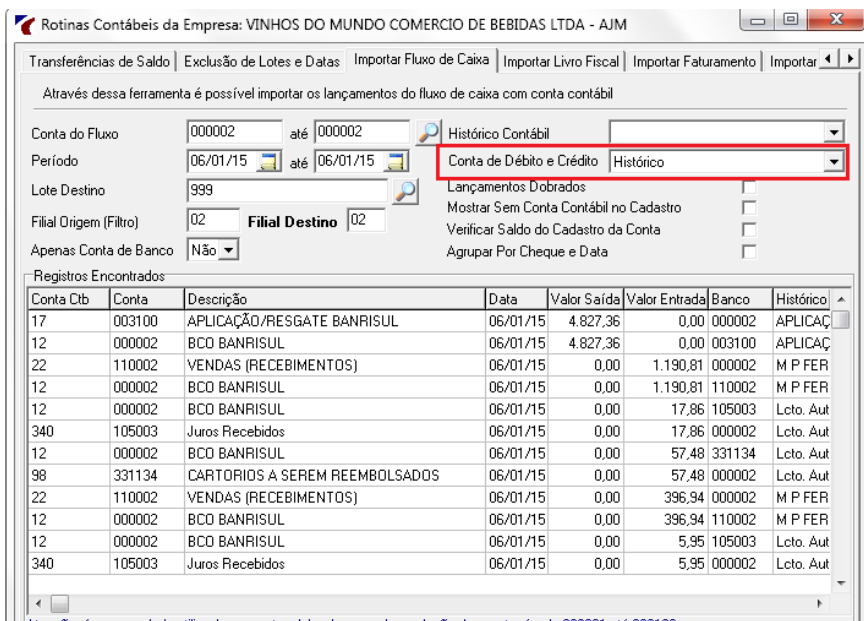 Rotinas Contábeis da Empresa: VINHOS DO MUNDO COMERCIO DE BEBIDAS LTDA - AJM
Transferências de Saldo Exclusão de Lotes e Datas Importar Fluxo de Caixa Importar Livro Fiscal Importar Faturamento Importar
Através dessa ferramenta é possível importar os lançamentos do fluxo de caixa com conta contábil
Conta do Fluxo 000002 até 000002 Histórico Contábil
Período 06/01/15 até 06/01/15 Conta de Débito e Crédito Histórico
Lote Destino 999 Lançamentos Dobrados
Mostrar Sem Conta Contábil no Cadastro
Filial Origem (Filtro) 02 Filial Destino 02
Verificar Saldo do Cadastro da Conta
Apenas Conta de Banco Não Agrupar Por Cheque e Data
Registros Encontrados
Conta Ctb Conta Descrição Data Valor Saída Valor Entrada Banco Histórico
17 003100 APLICAÇÃO/RESGATE BANRISUL 06/01/15 4.827,36 0,00 000002 APLICAÇ
12 000002 BCO BANRISUL 06/01/15 4.827,36 0,00 003100 APLICAÇ
22 110002 VENDAS (RECEBIMENTOS) 06/01/15 0,00 1.190,81 000002 M P FER
12 000002 BCO BANRISUL 06/01/15 0,00 1.190,81 110002 M P FER
12 000002 BCO BANRISUL 06/01/15 0,00 17,86 105003 Lcto. Aut
340 105003 Juros Recebidos 06/01/15 0,00 17,86 000002 Lcto. Aut
12 000002 BCO BANRISUL 06/01/15 0,00 57,48 331134 Lcto. Aut
98 331134 CARTORIOS A SEREM REEMBOLSADOS 06/01/15 0,00 57,48 000002 Lcto. Aut
22 110002 VENDAS (RECEBIMENTOS) 06/01/15 0,00 396,94 000002 M P FER
12 000002 BCO BANRISUL 06/01/15 0,00 396,94 110002 M P FER
12 000002 BCO BANRISUL 06/01/15 0,00 5,95 105003 Lcto. Aut
340 105003 Juros Recebidos 06/01/15 0,00 5,95 000002 Lcto. Aut